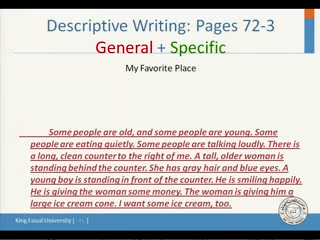 Descriptive Writing: Pages 72-3
General + Specific
My Favorite Place
Some people are old, and some people are young. Some
people are eating quietly. Some people are talking loudly. There is
a long, clean counter to the right of me. A tall, older woman is
standing behind the counter. She has gray hair and blue eyes. A
young boy is standing in front of the counter. He is smiling happily.
He is giving the woman some money. The woman is giving him a
large ice cream cone. I want some ice cream, too.
King Faisal University |